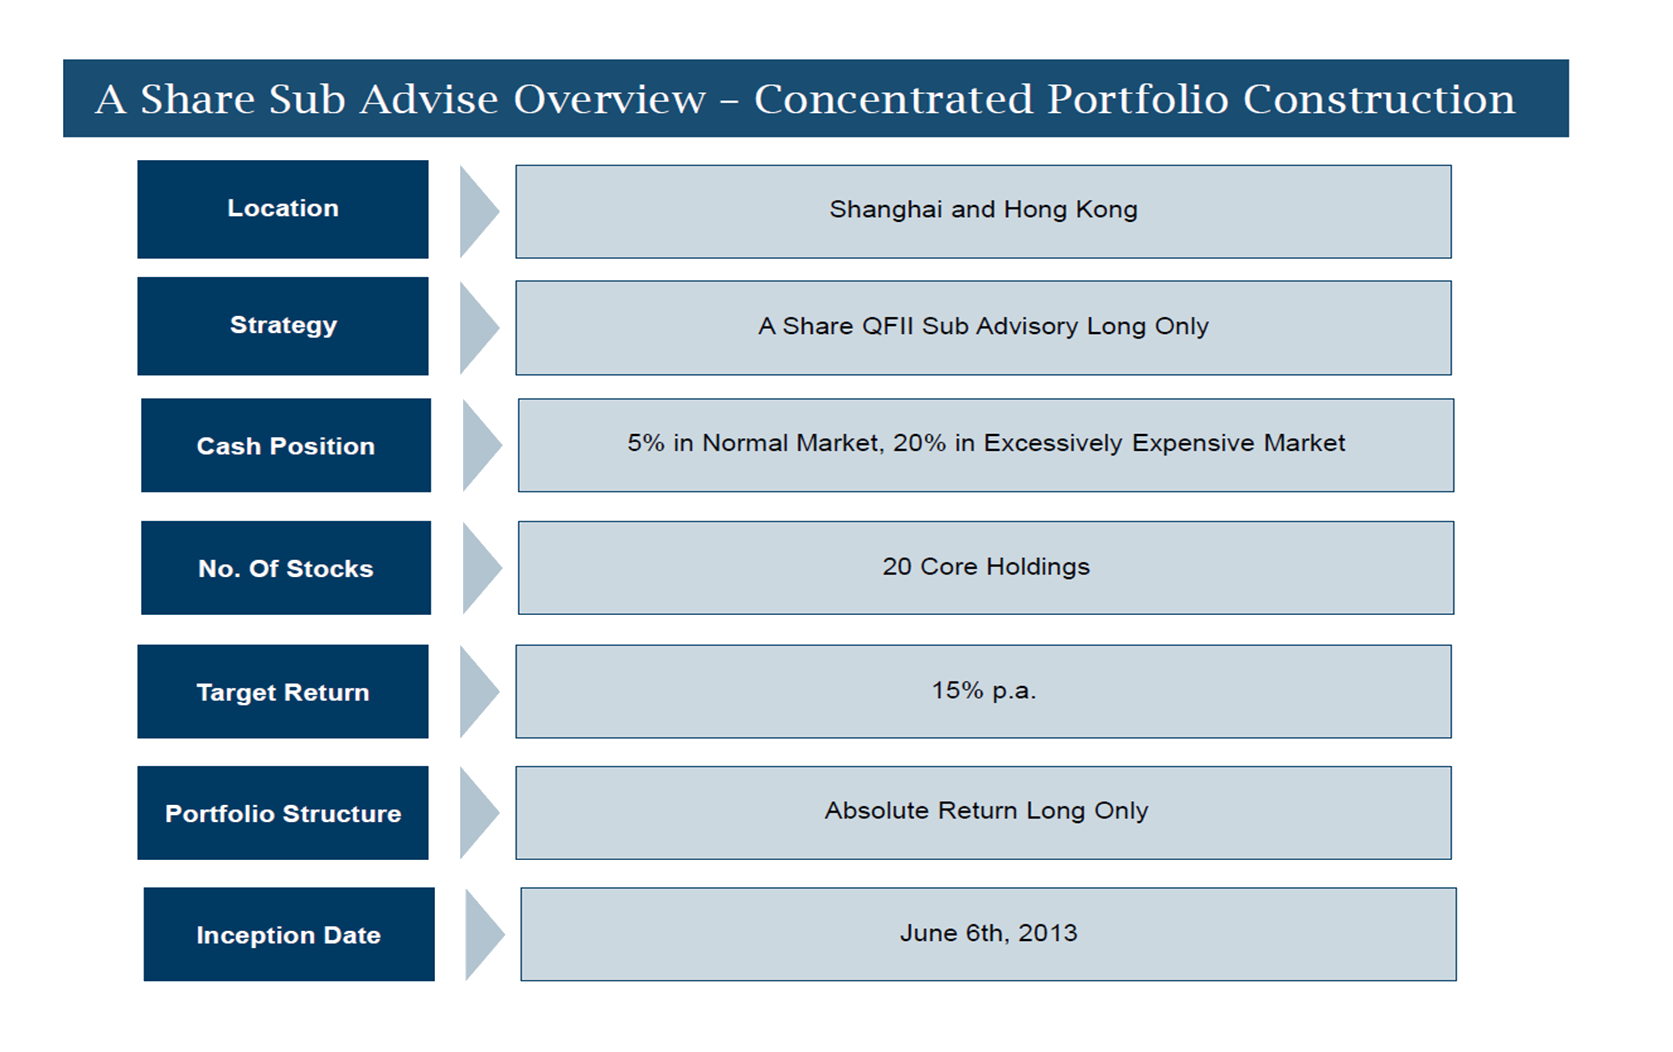 A Share Sub Advise Overview – Concentrated Portfolio Construction
Location
Shanghai and Hong Kong
Strategy
A Share QFII Sub Advisory Long Only
Cash Position
5% in Normal Market, 20% in Excessively Expensive Market
No. Of Stocks
20 Core Holdings
Target Return
15% p.a.
Portfolio Structure
Absolute Return Long Only
Inception Date
June 6th, 2013